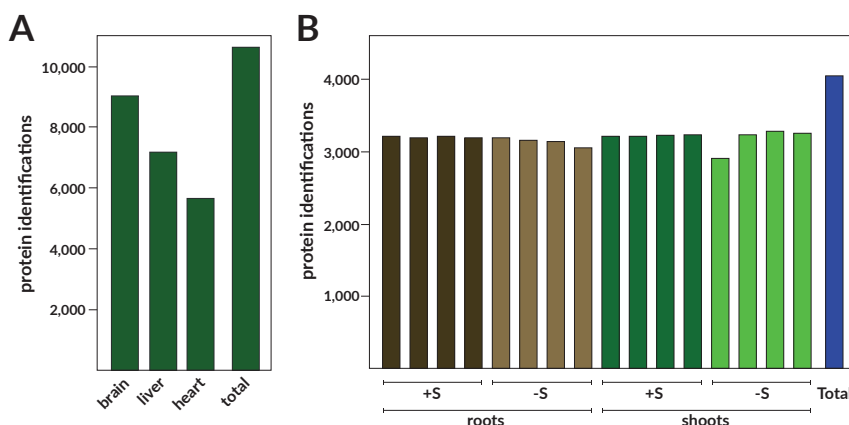 A
protein identifications
10,000
8,000
6,000
4,000
2,000
brain
liver
heart
total
B
protein identifications
4,000
3,000
2,000
1,000
+S
-S
+S
-S
Total
roots
shoots